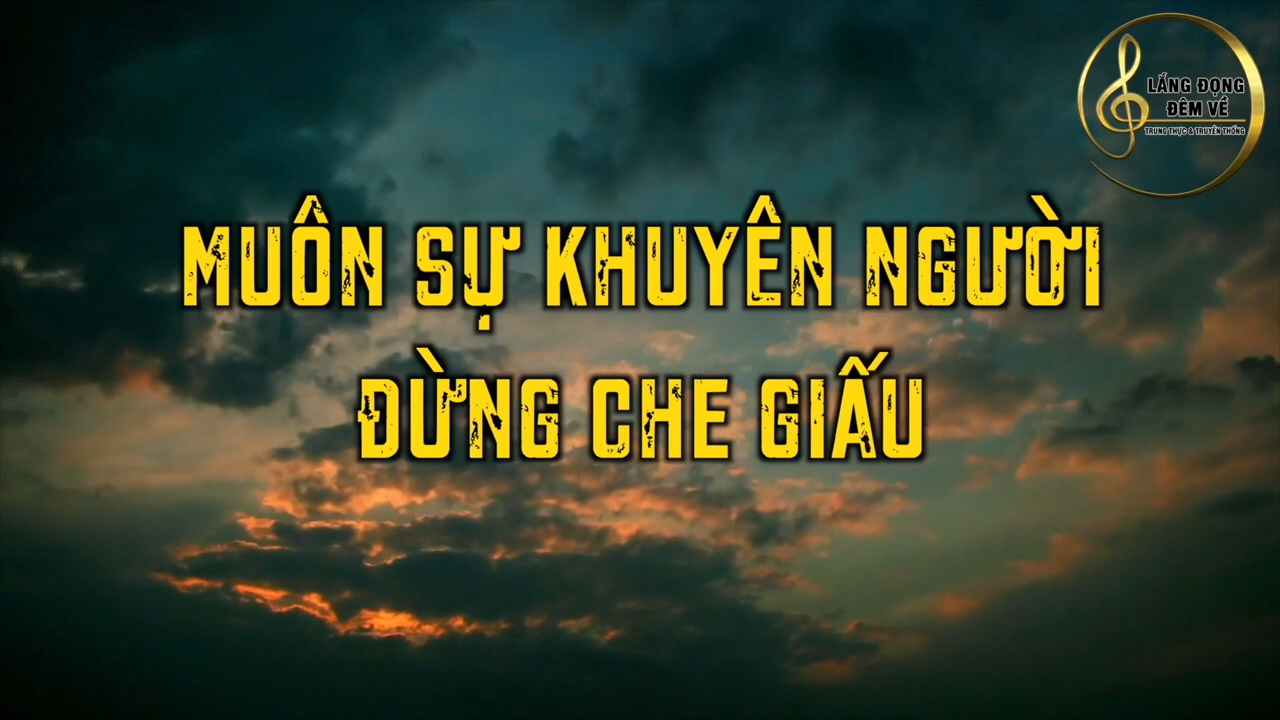 LẮNG ĐỌNG
ĐÊM VỀ
TRUNG THỰC & TRUYỀN THỐNG
MUÔN SỰ KHUYÊN NGƯỜI
ĐỪNG CHE GIẤU